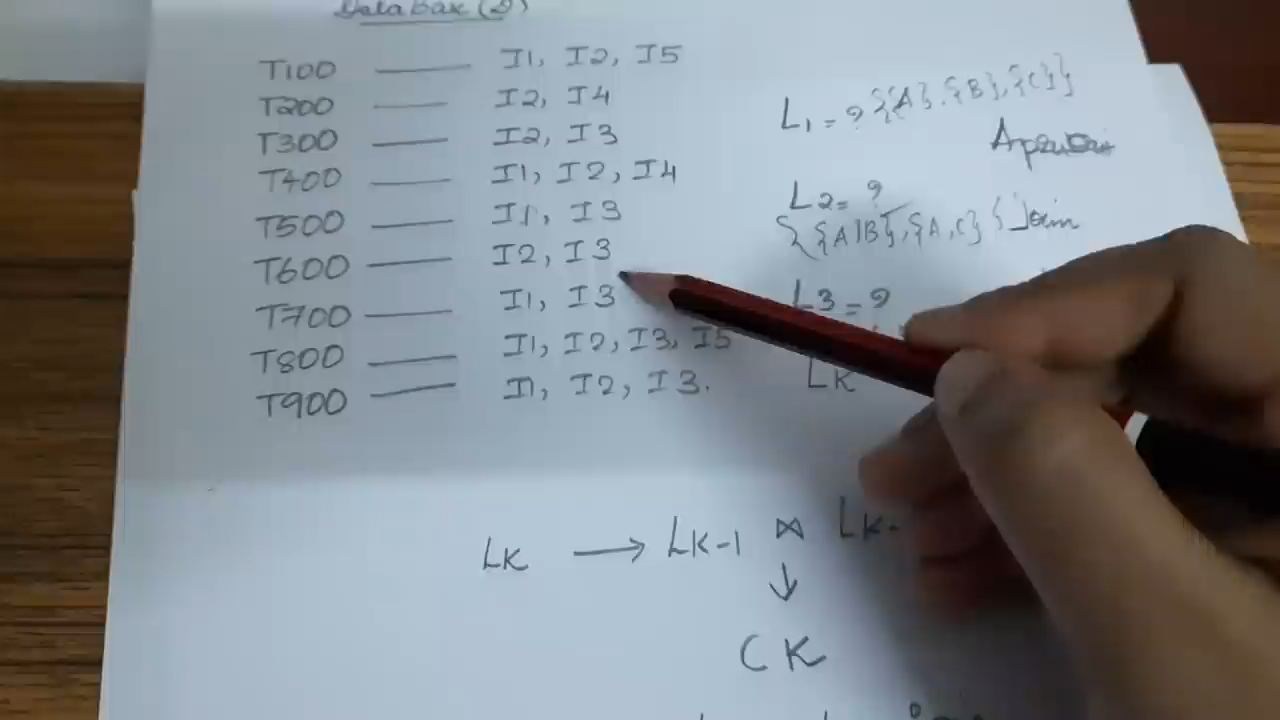 Database (D)
T100 — I1, I2, I5
T200 — I2, I4
T300 — I2, I3
T400 — I1, I2, I4
T500 — I1, I3
T600 — I2, I3
T700 — I1, I3
T800 — I1, I2, I3, I5
T900 — I1, I2, I3.
L1 = ? {{A}, {B}, {C}}
L2 = ?
{{A,B}, {A,C}} Join
L3 = ?
LK
LK → LK-1 ⋈ LK-
↓
CK